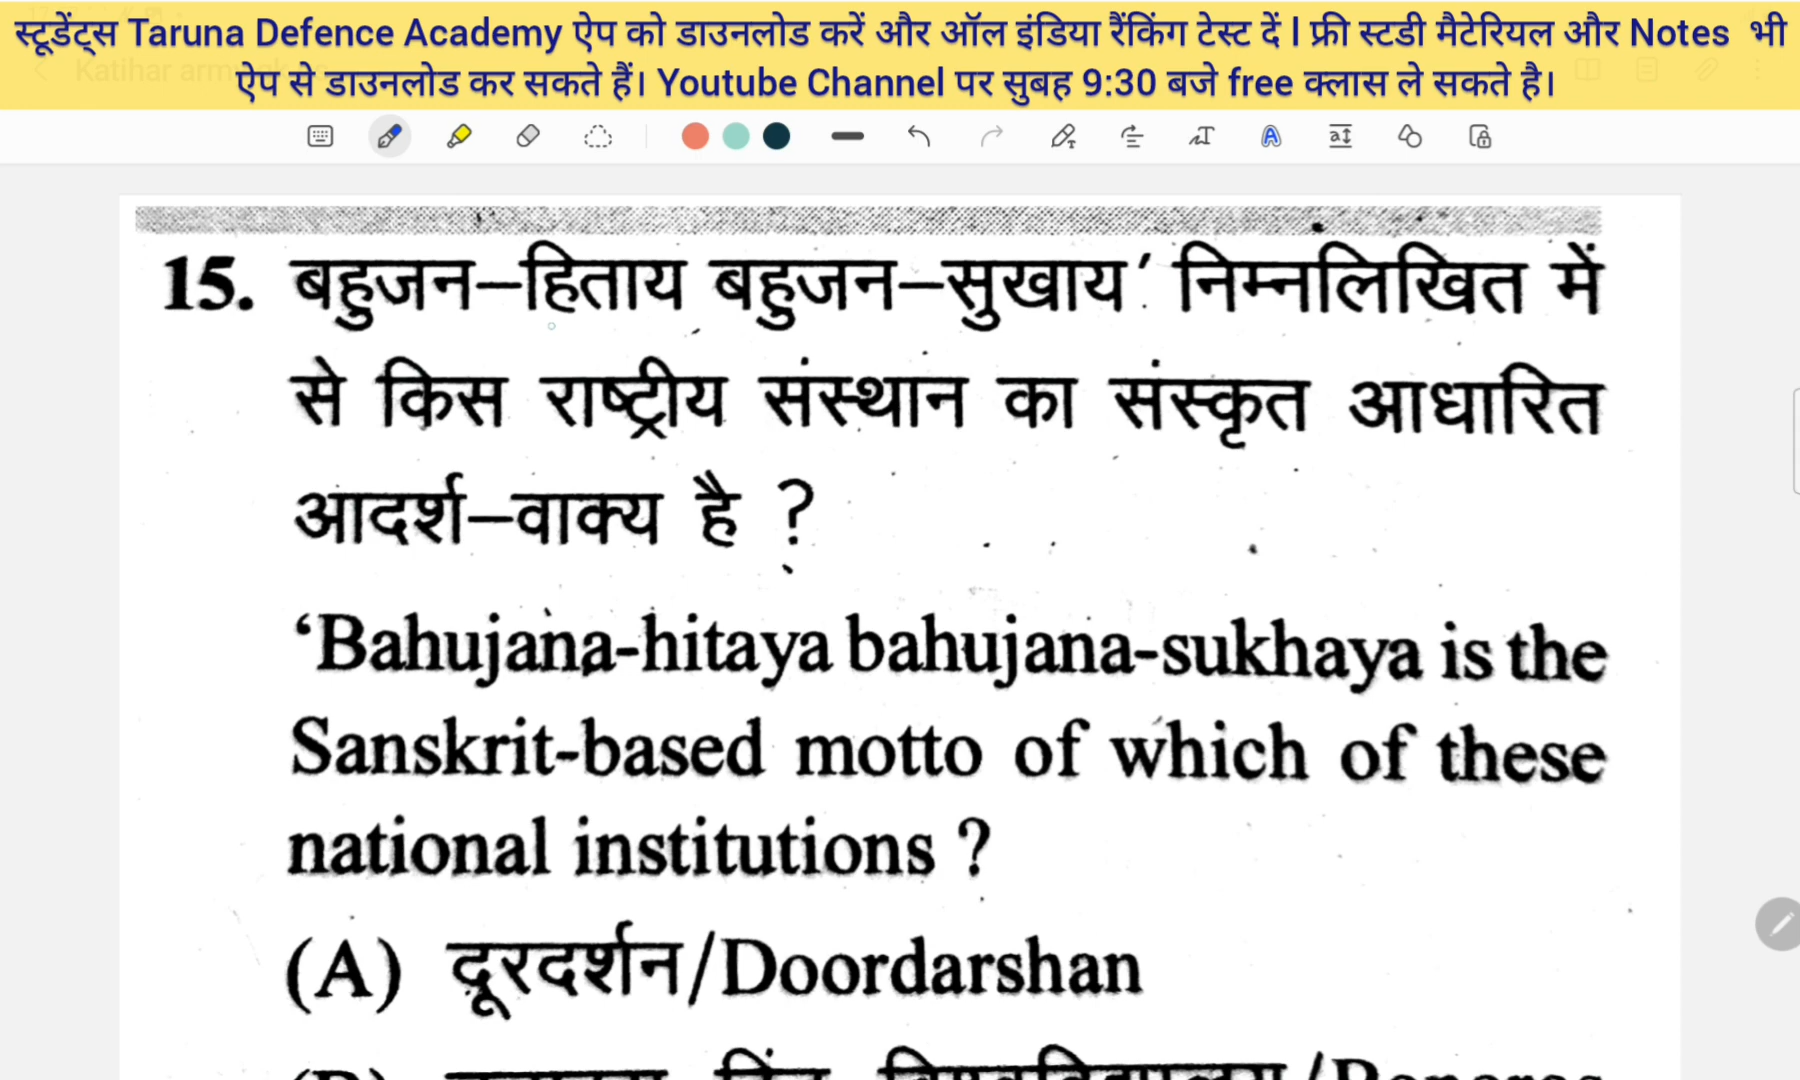 स्टूडेंट्स Taruna Defence Academy ऐप को डाउनलोड करें और ऑल इंडिया रैंकिंग टेस्ट दें l फ्री स्टडी मैटेरियल और Notes भी
ऐप से डाउनलोड कर सकते हैं। Youtube Channel पर सुबह 9:30 बजे free क्लास ले सकते है।
15. बहुजन–हिताय बहुजन–सुखाय' निम्नलिखित में
से किस राष्ट्रीय संस्थान का संस्कृत आधारित
आदर्श–वाक्य है ?
‘Bahujana-hitaya bahujana-sukhaya is the
Sanskrit-based motto of which of these
national institutions ?
(A) दूरदर्शन/Doordarshan